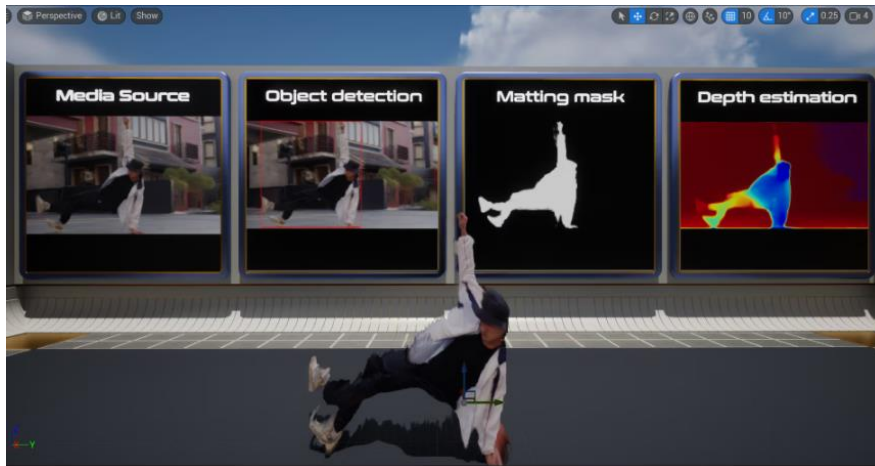 Perspective Lit Show 10 10° 0.25 4
Media Source
Object detection
Matting mask
Depth estimation
Y